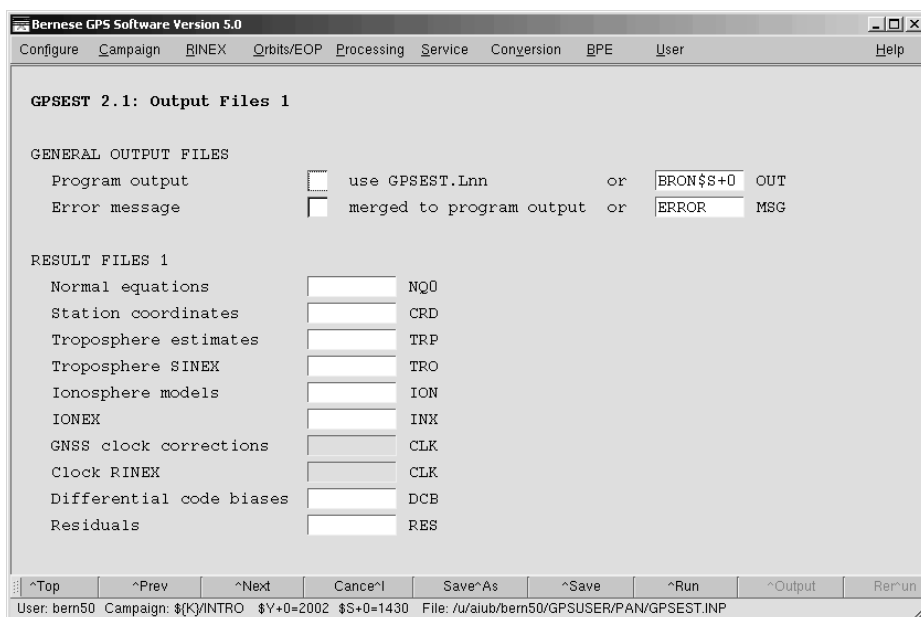 Bernese GPS Software Version 5.0
Configure Campaign RINEX Orbits/EOP Processing Service Conversion BPE User Help
GPSEST 2.1: Output Files 1
GENERAL OUTPUT FILES
Program output use GPSEST.Lnn or BRON$S+0 OUT
Error message merged to program output or ERROR MSG
RESULT FILES 1
Normal equations NQ0
Station coordinates CRD
Troposphere estimates TRP
Troposphere SINEX TRO
Ionosphere models ION
IONEX INX
GNSS clock corrections CLK
Clock RINEX CLK
Differential code biases DCB
Residuals RES
^Top ^Prev ^Next Cance^l Save^As ^Save ^Run ^Output Rer^un
User: bern50 Campaign: ${K}/INTRO $Y+0=2002 $S+0=1430 File: /u/aiub/bern50/GPSUSER/PAN/GPSEST.INP